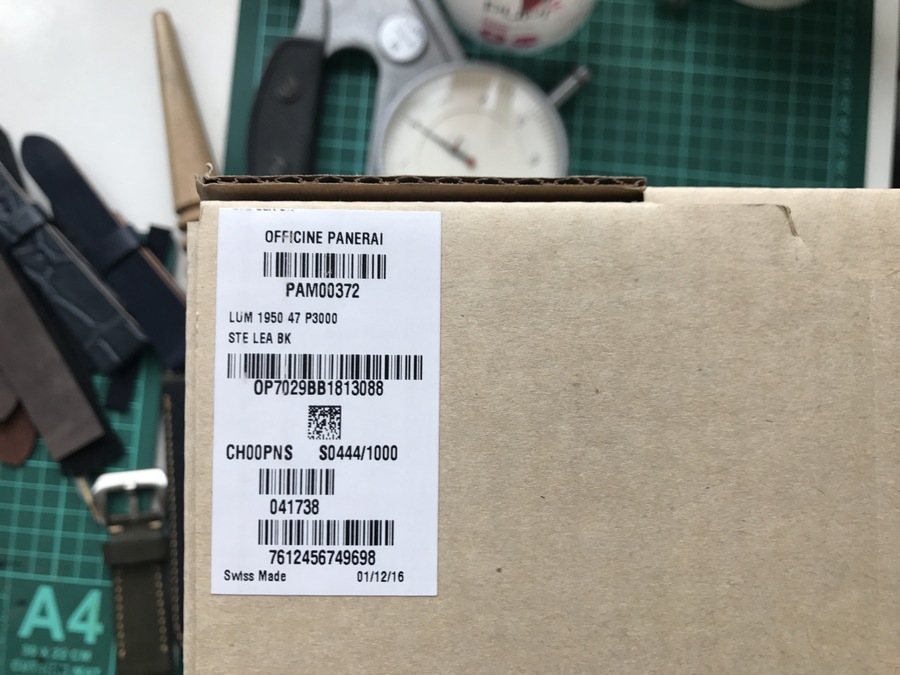 OFFICINE PANERAI
PAM00372
LUM 1950 47 P3000
STE LEA BK
OP7029BB1813088
CH00PNS S0444/1000
041738
7612456749698
Swiss Made 01/12/16
A4